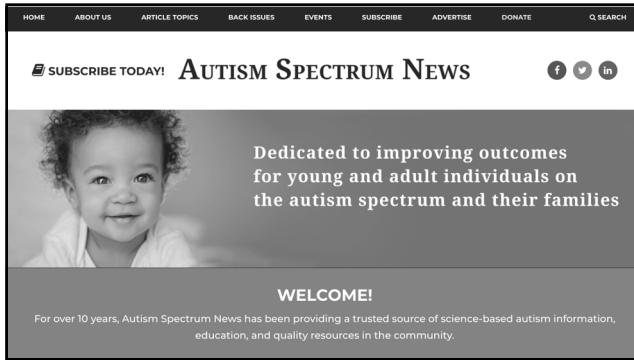 HOME ABOUT US ARTICLE TOPICS BACK ISSUES EVENTS SUBSCRIBE ADVERTISE DONATE SEARCH
SUBSCRIBE TODAY! AUTISM SPECTRUM NEWS
Dedicated to improving outcomes
for young and adult individuals on
the autism spectrum and their families
WELCOME!
For over 10 years, Autism Spectrum News has been providing a trusted source of science-based autism information,
education, and quality resources in the community.